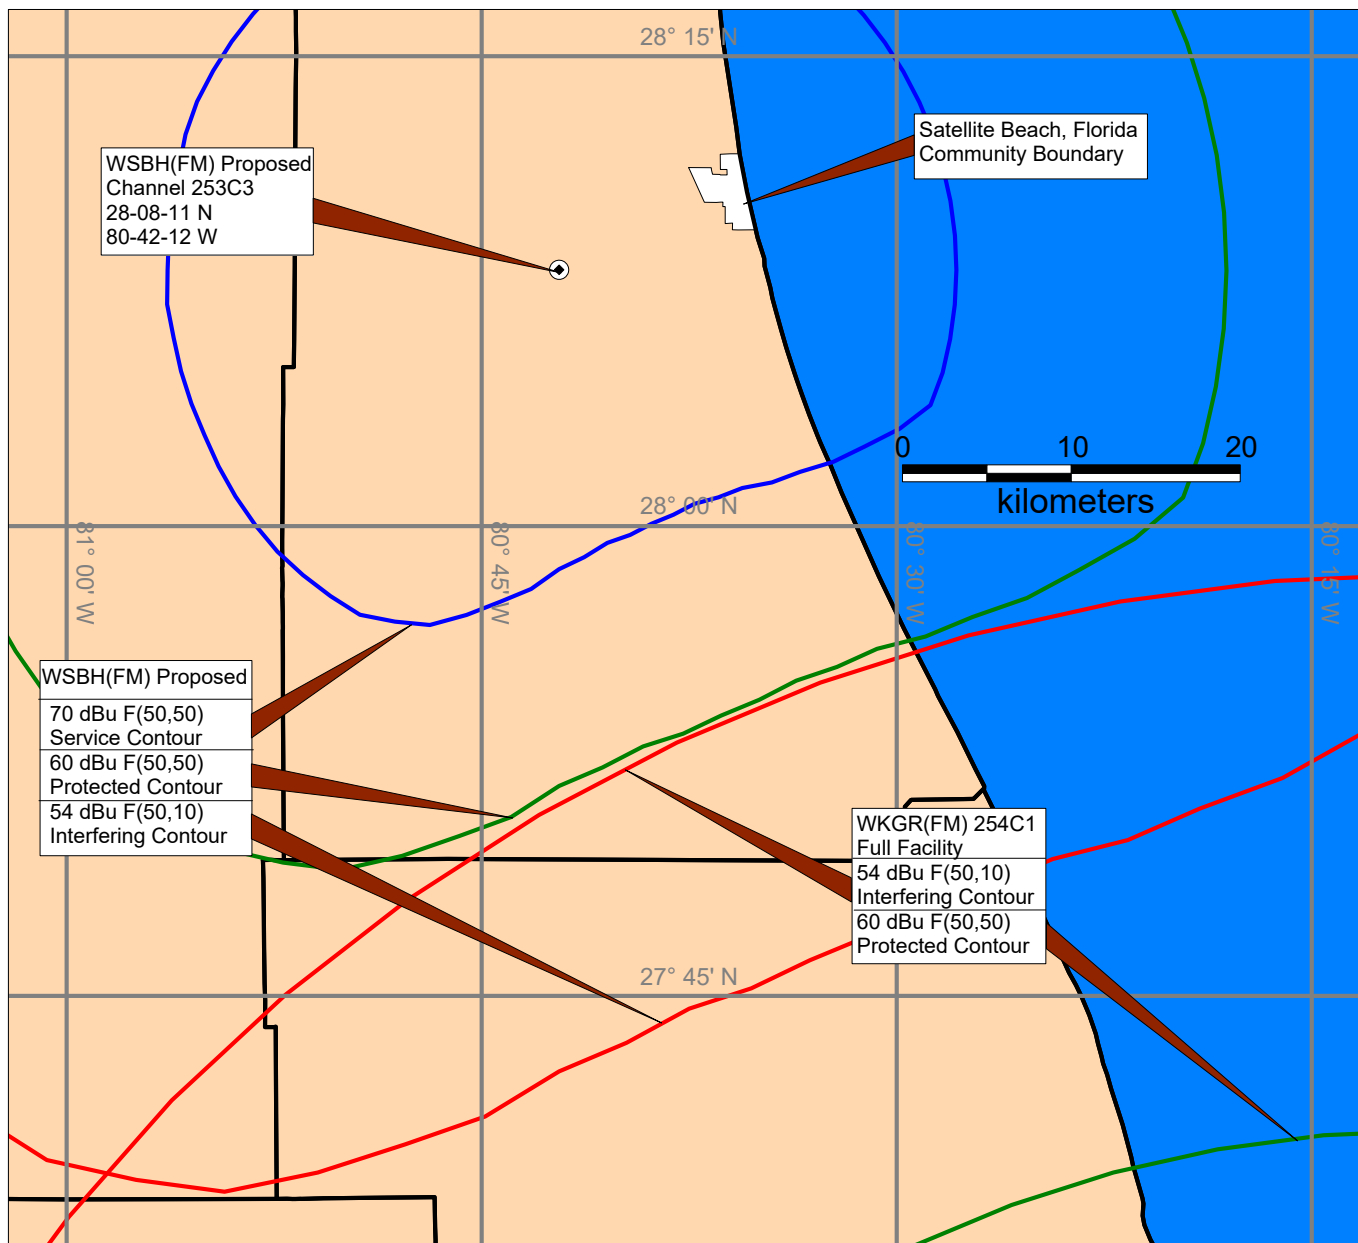 28° 15' N
Satellite Beach, Florida
Community Boundary
WSBH(FM) Proposed
Channel 253C3
28-08-11 N
80-42-12 W
0 10 20
kilometers
28° 00' N
81° 00' W
80° 45' W
80° 30' W
80° 15' W
WSBH(FM) Proposed
70 dBu F(50,50)
Service Contour
60 dBu F(50,50)
Protected Contour
54 dBu F(50,10)
Interfering Contour
WKGR(FM) 254C1
Full Facility
54 dBu F(50,10)
Interfering Contour
60 dBu F(50,50)
Protected Contour
27° 45' N